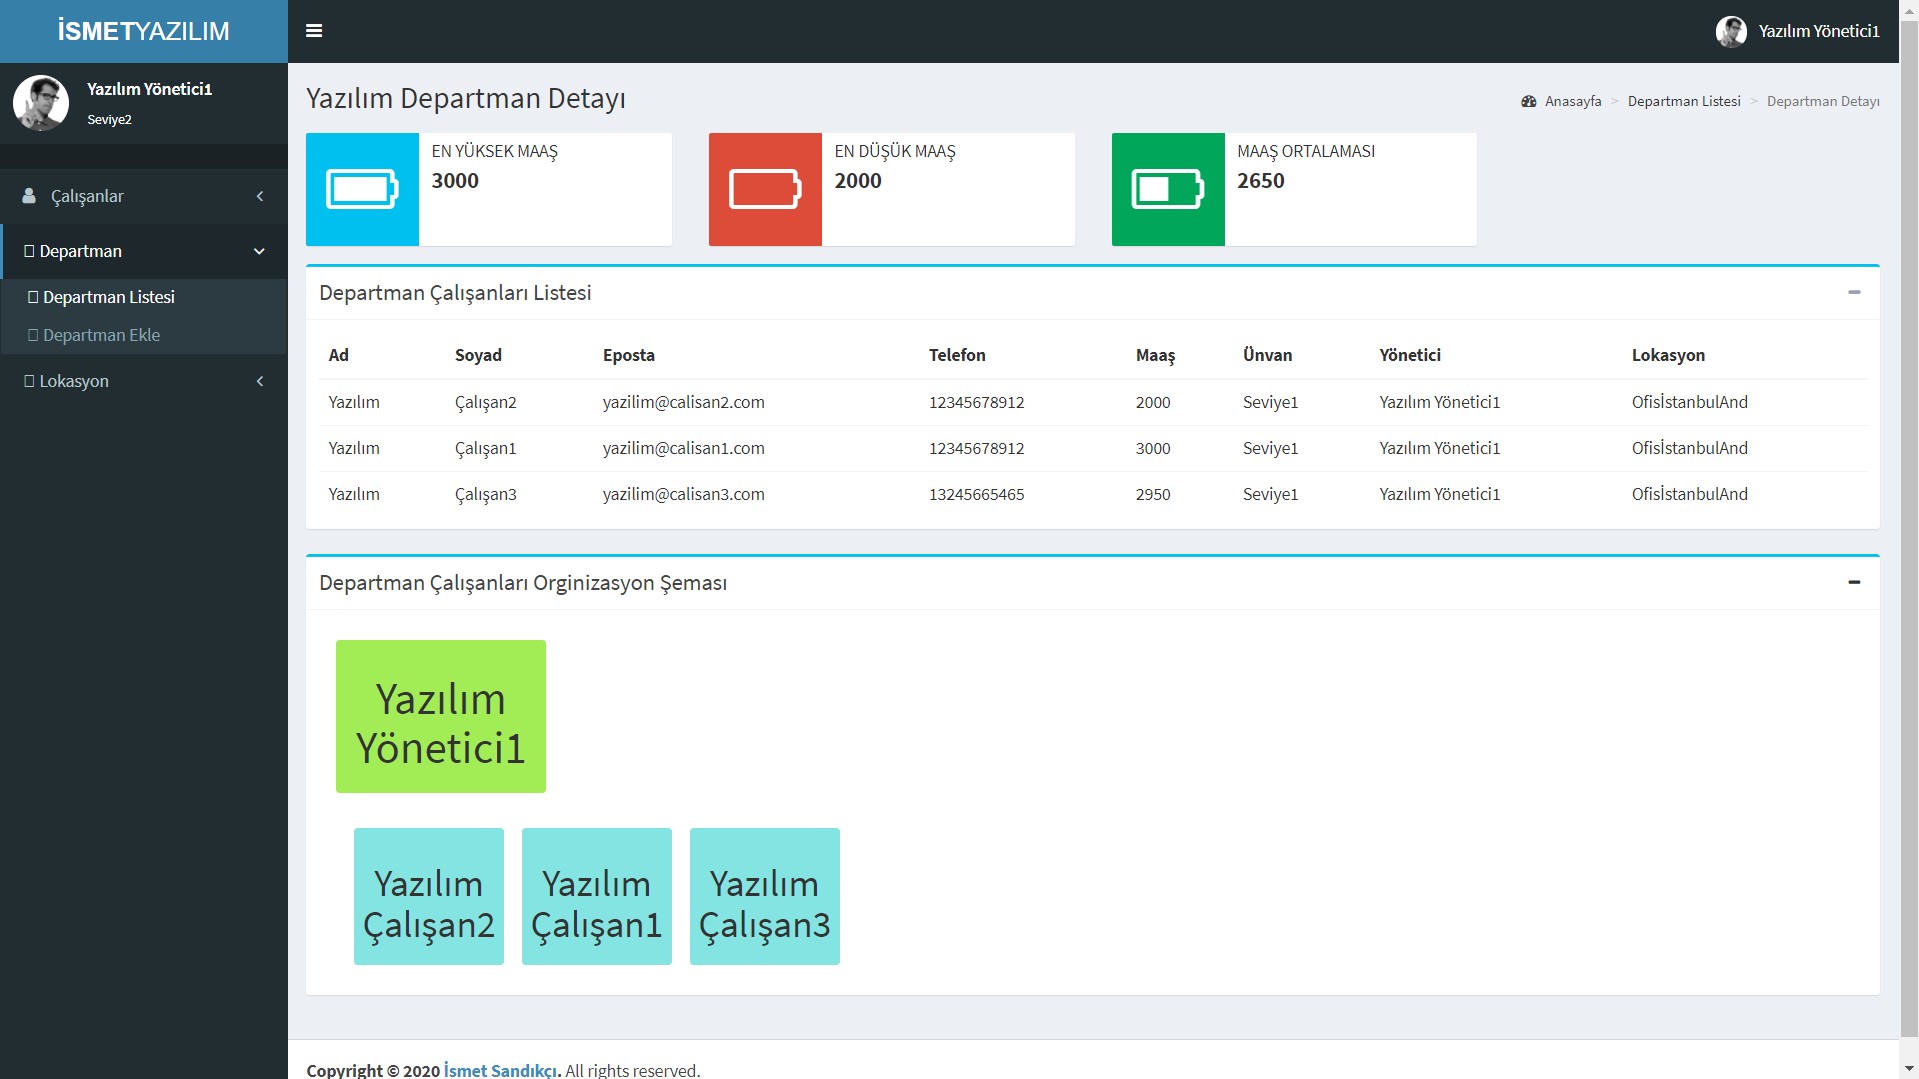 İSMETYAZILIM
Yazılım Yönetici1
Yazılım Yönetici1
Seviye2
Çalışanlar
Departman
Departman Listesi
Departman Ekle
Lokasyon
Yazılım Departman Detayı
Anasayfa > Departman Listesi > Departman Detayı
EN YÜKSEK MAAŞ
3000
EN DÜŞÜK MAAŞ
2000
MAAŞ ORTALAMASI
2650
Departman Çalışanları Listesi
Ad Soyad Eposta Telefon Maaş Ünvan Yönetici Lokasyon
Yazılım Çalışan2 yazilim@calisan2.com 12345678912 2000 Seviye1 Yazılım Yönetici1 OfisİstanbulAnd
Yazılım Çalışan1 yazilim@calisan1.com 12345678912 3000 Seviye1 Yazılım Yönetici1 OfisİstanbulAnd
Yazılım Çalışan3 yazilim@calisan3.com 13245665465 2950 Seviye1 Yazılım Yönetici1 OfisİstanbulAnd
Departman Çalışanları Orginizasyon Şeması
Yazılım
Yönetici1
Yazılım
Çalışan2
Yazılım
Çalışan1
Yazılım
Çalışan3
Copyright © 2020 İsmet Sandıkçı. All rights reserved.